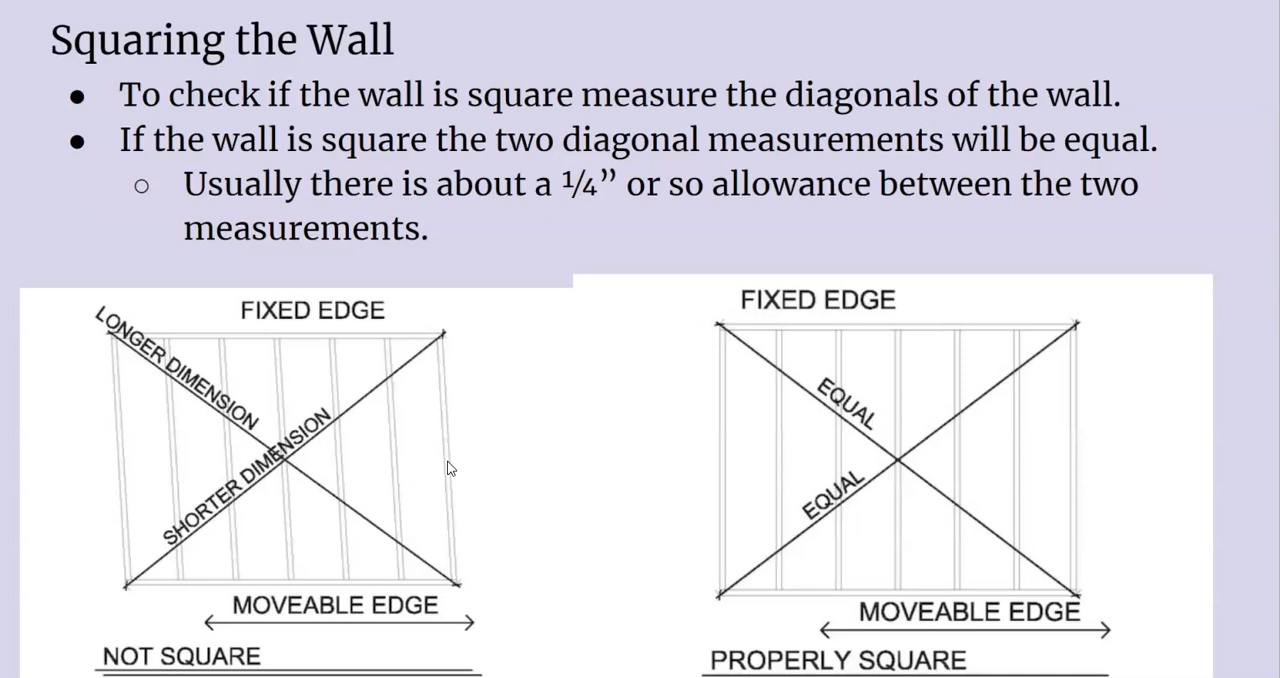 Squaring the Wall
● To check if the wall is square measure the diagonals of the wall.
● If the wall is square the two diagonal measurements will be equal.
○ Usually there is about a ¼” or so allowance between the two
measurements.
FIXED EDGE
LONGER DIMENSION
SHORTER DIMENSION
MOVEABLE EDGE
NOT SQUARE
FIXED EDGE
EQUAL
EQUAL
MOVEABLE EDGE
PROPERLY SQUARE